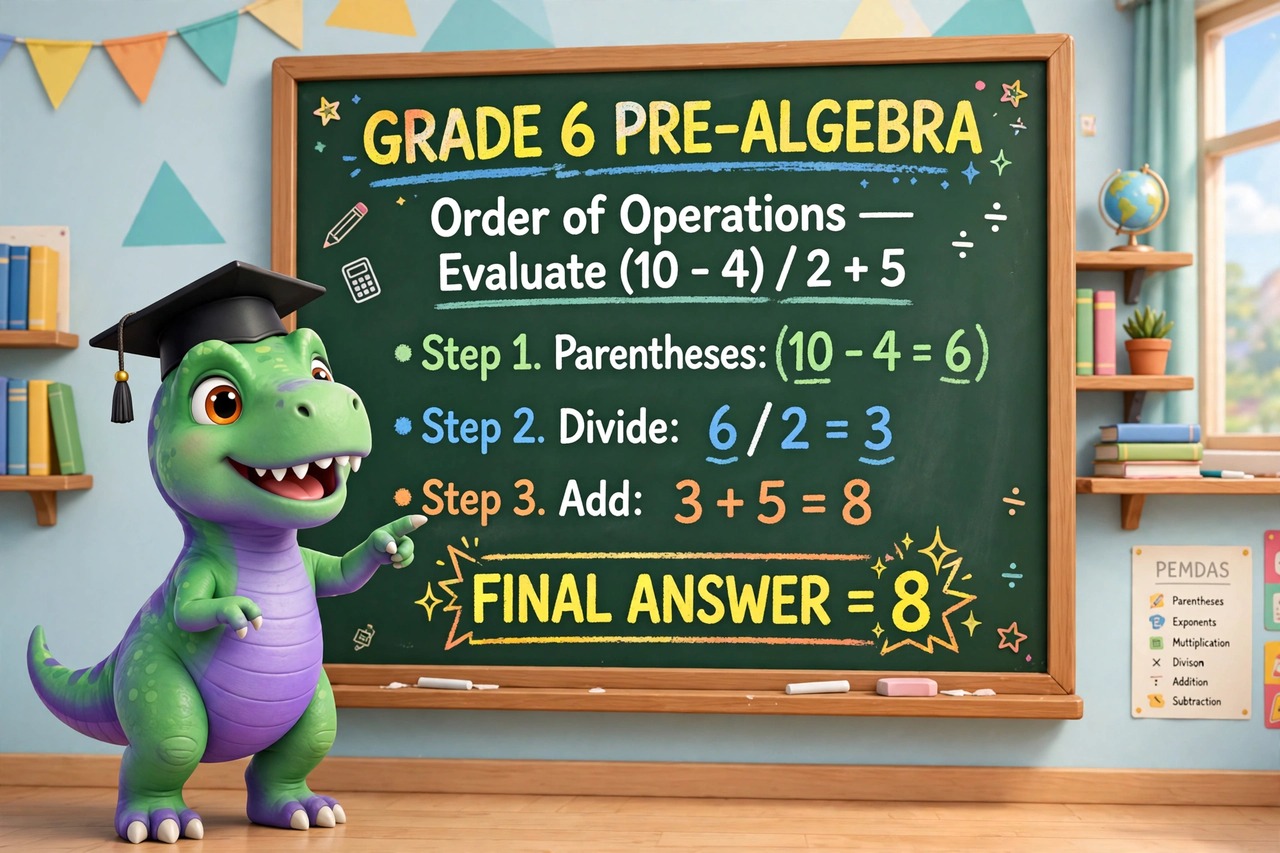 GRADE 6 PRE-ALGEBRA
Order of Operations —
Evaluate (10 - 4) / 2 + 5
Step 1. Parentheses: (10 - 4 = 6)
Step 2. Divide: 6 / 2 = 3
Step 3. Add: 3 + 5 = 8
FINAL ANSWER = 8
PEMDAS
Parentheses
Exponents
Muttiplication
× Divison
÷ Addition
Subtraction